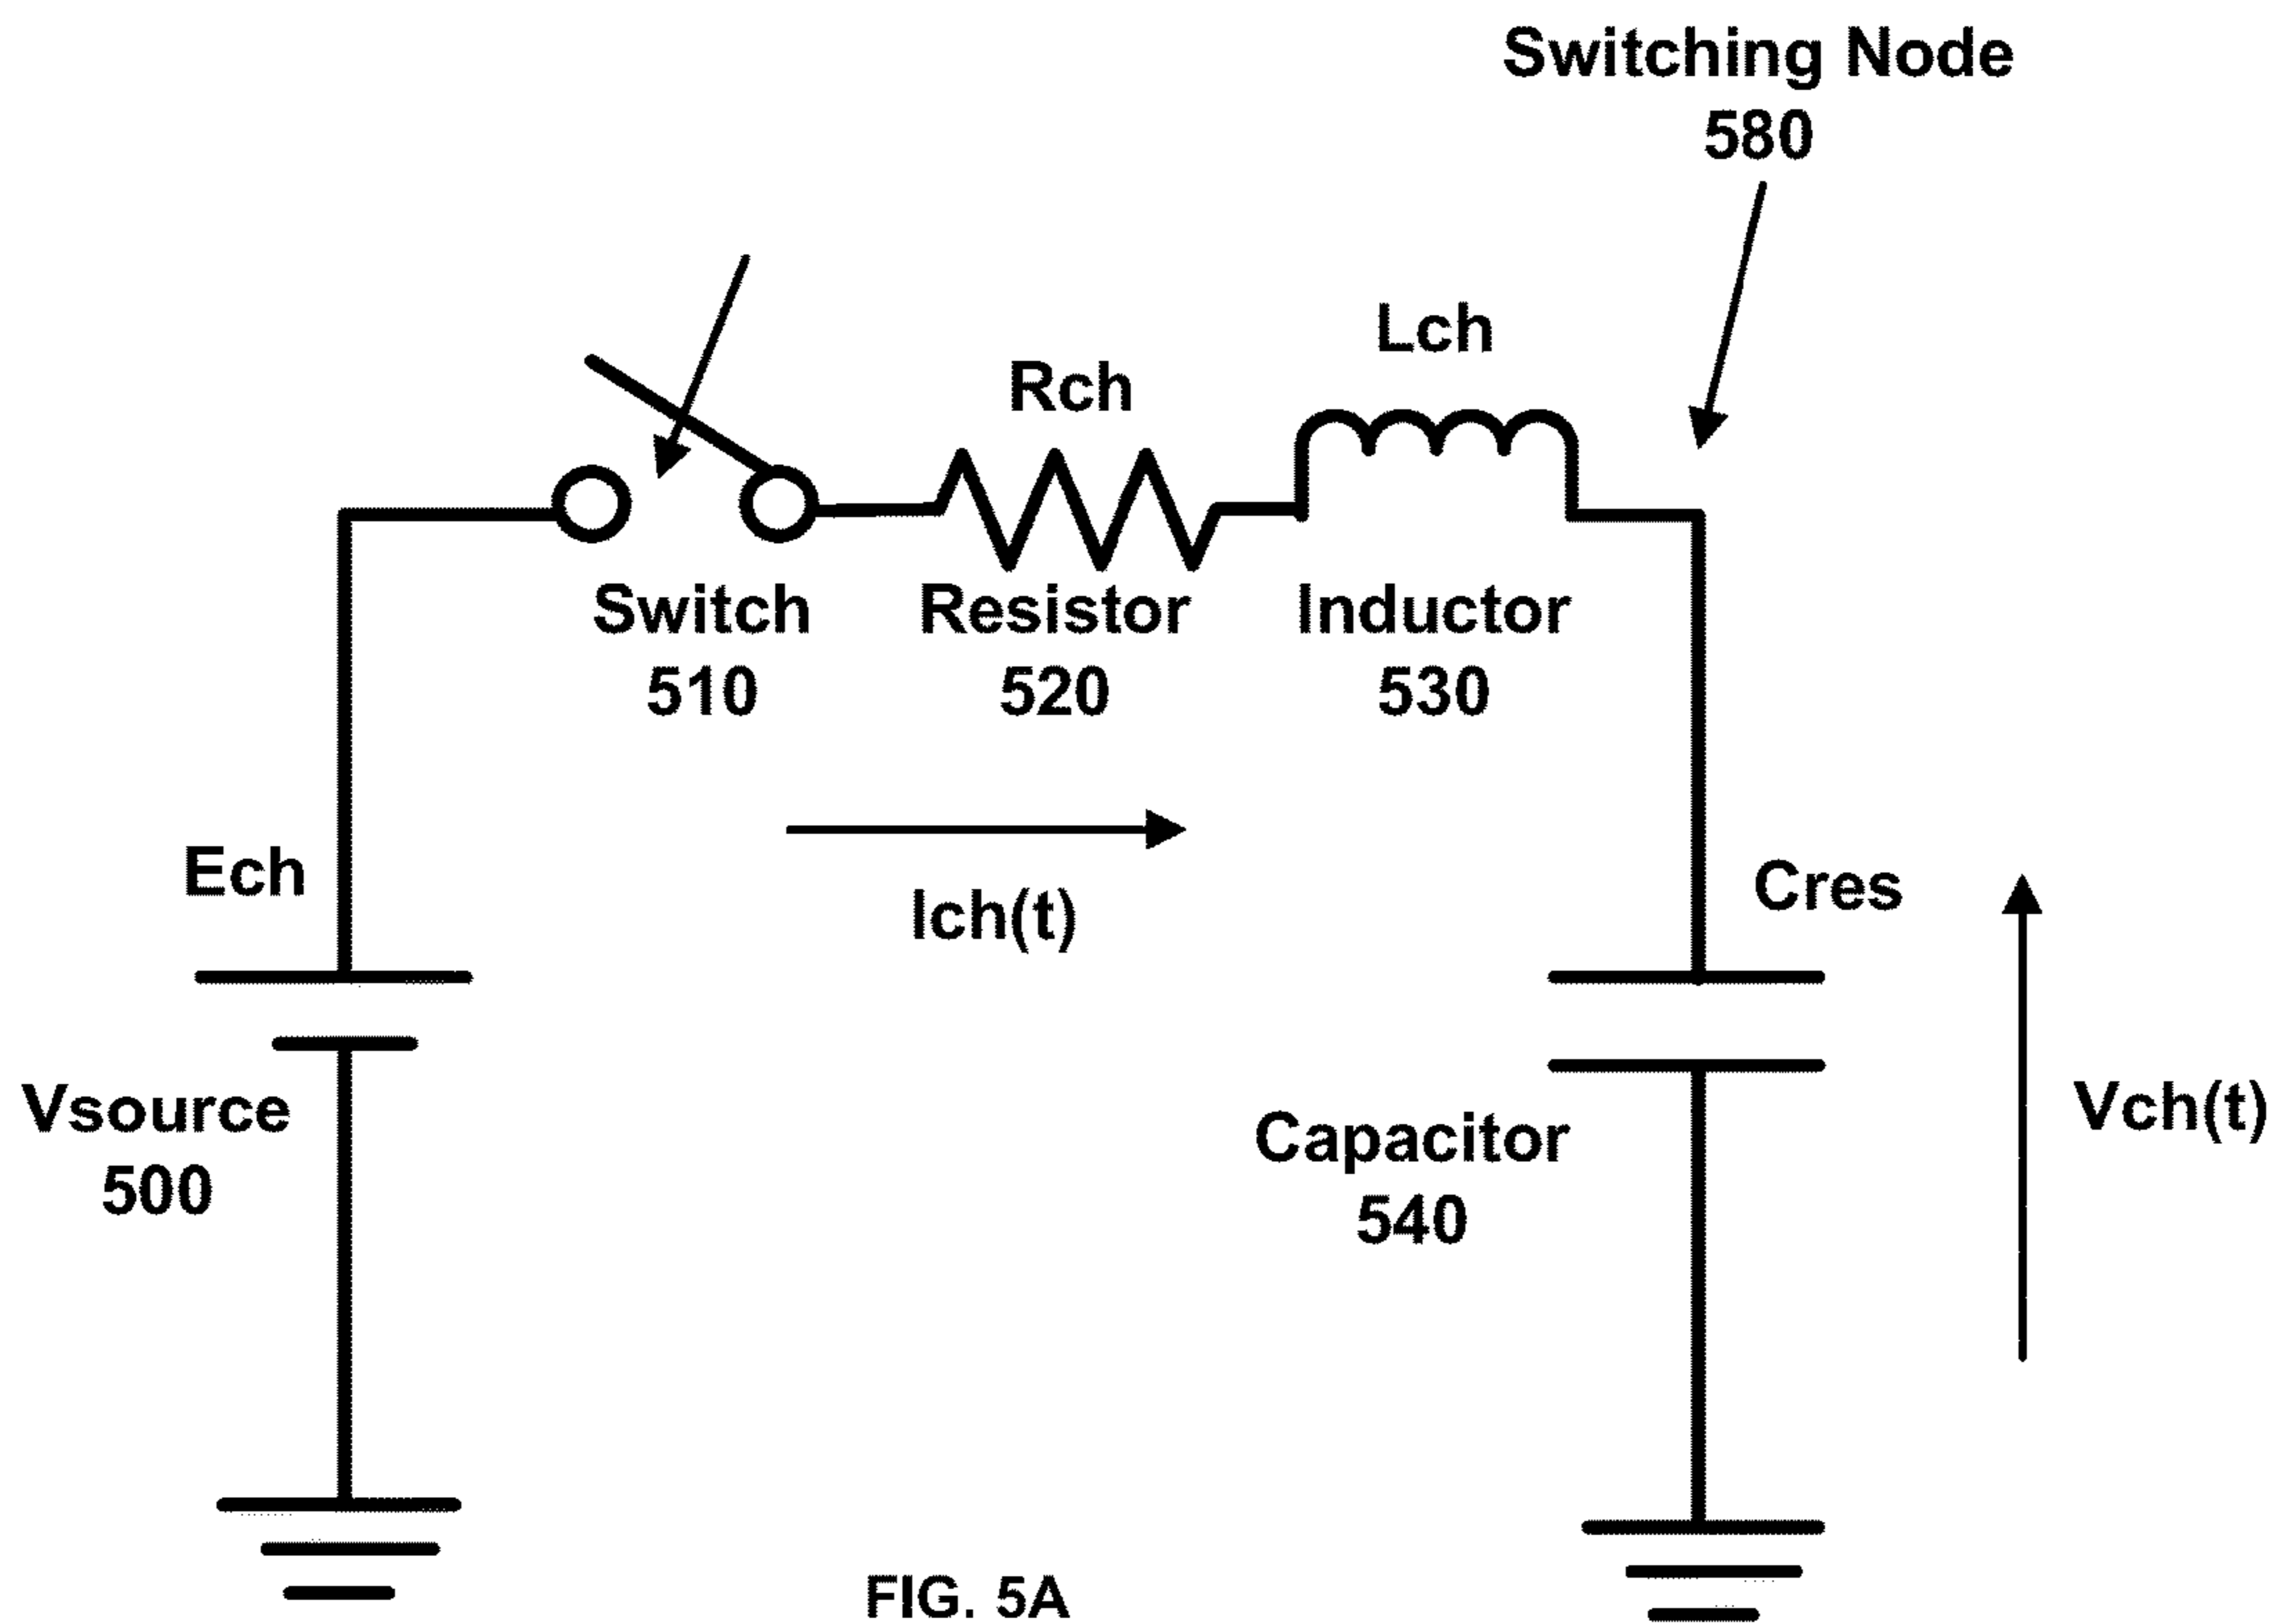 Switching Node
580
Lch
Rch
Switch
510
Resistor
520
Inductor
530
Ech
Ich(t)
Cres
Vsource
500
Capacitor
540
Vch(t)
FIG. 5A